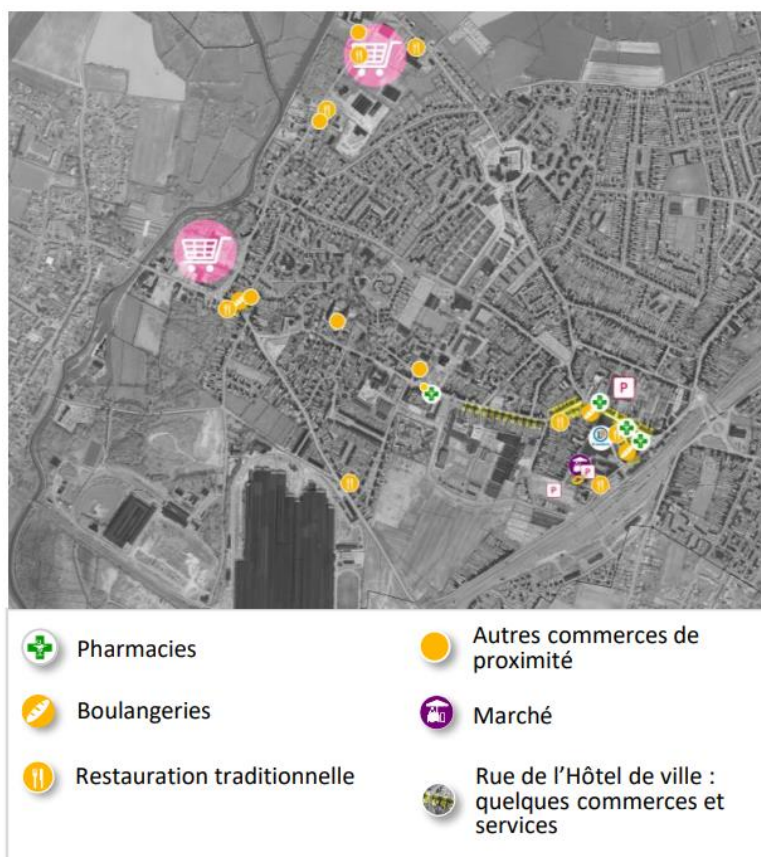 P
P
P
Pharmacies
Boulangeries
Restauration traditionnelle
Autres commerces de
proximité
Marché
Rue de l’Hôtel de ville :
quelques commerces et
services